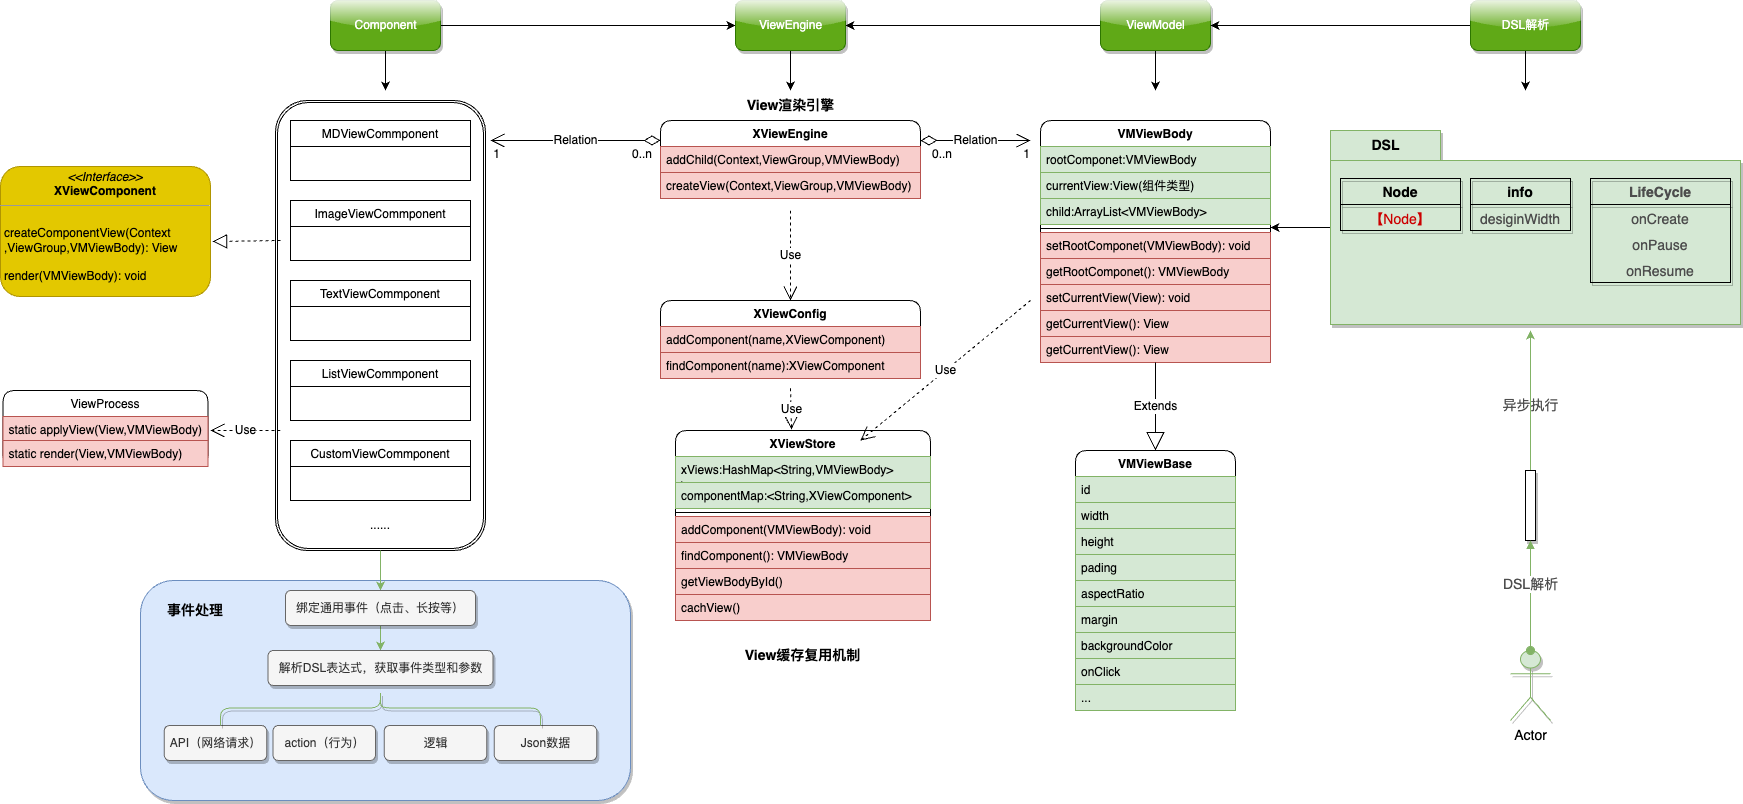 Component
ViewEngine
ViewModel
DSL解析
View渲染引擎
MDViewCommponent
ImageViewCommponent
TextViewCommponent
ListViewCommponent
CustomViewCommponent
......
<<Interface>>
XViewComponent
createComponentView(Context
,ViewGroup,VMViewBody): View
render(VMViewBody): void
ViewProcess
static applyView(View,VMViewBody)
static render(View,VMViewBody)
Use
Relation
1
0..n
XViewEngine
addChild(Context,ViewGroup,VMViewBody)
createView(Context,ViewGroup,VMViewBody)
Relation
0..n
1
Use
XViewConfig
addComponent(name,XViewComponent)
findComponent(name):XViewComponent
Use
XViewStore
xViews:HashMap<String,VMViewBody>
componentMap:<String,XViewComponent>
addComponent(VMViewBody): void
findComponent(): VMViewBody
getViewBodyById()
cachView()
View缓存复用机制
Use
VMViewBody
rootComponet:VMViewBody
currentView:View(组件类型)
child:ArrayList<VMViewBody>
setRootComponet(VMViewBody): void
getRootComponet(): VMViewBody
setCurrentView(View): void
getCurrentView(): View
getCurrentView(): View
Extends
VMViewBase
id
width
height
pading
aspectRatio
margin
backgroundColor
onClick
...
DSL
Node
【Node】
info
desiginWidth
LifeCycle
onCreate
onPause
onResume
异步执行
DSL解析
Actor
事件处理
绑定通用事件（点击、长按等）
解析DSL表达式，获取事件类型和参数
API（网络请求）
action（行为）
逻辑
Json数据